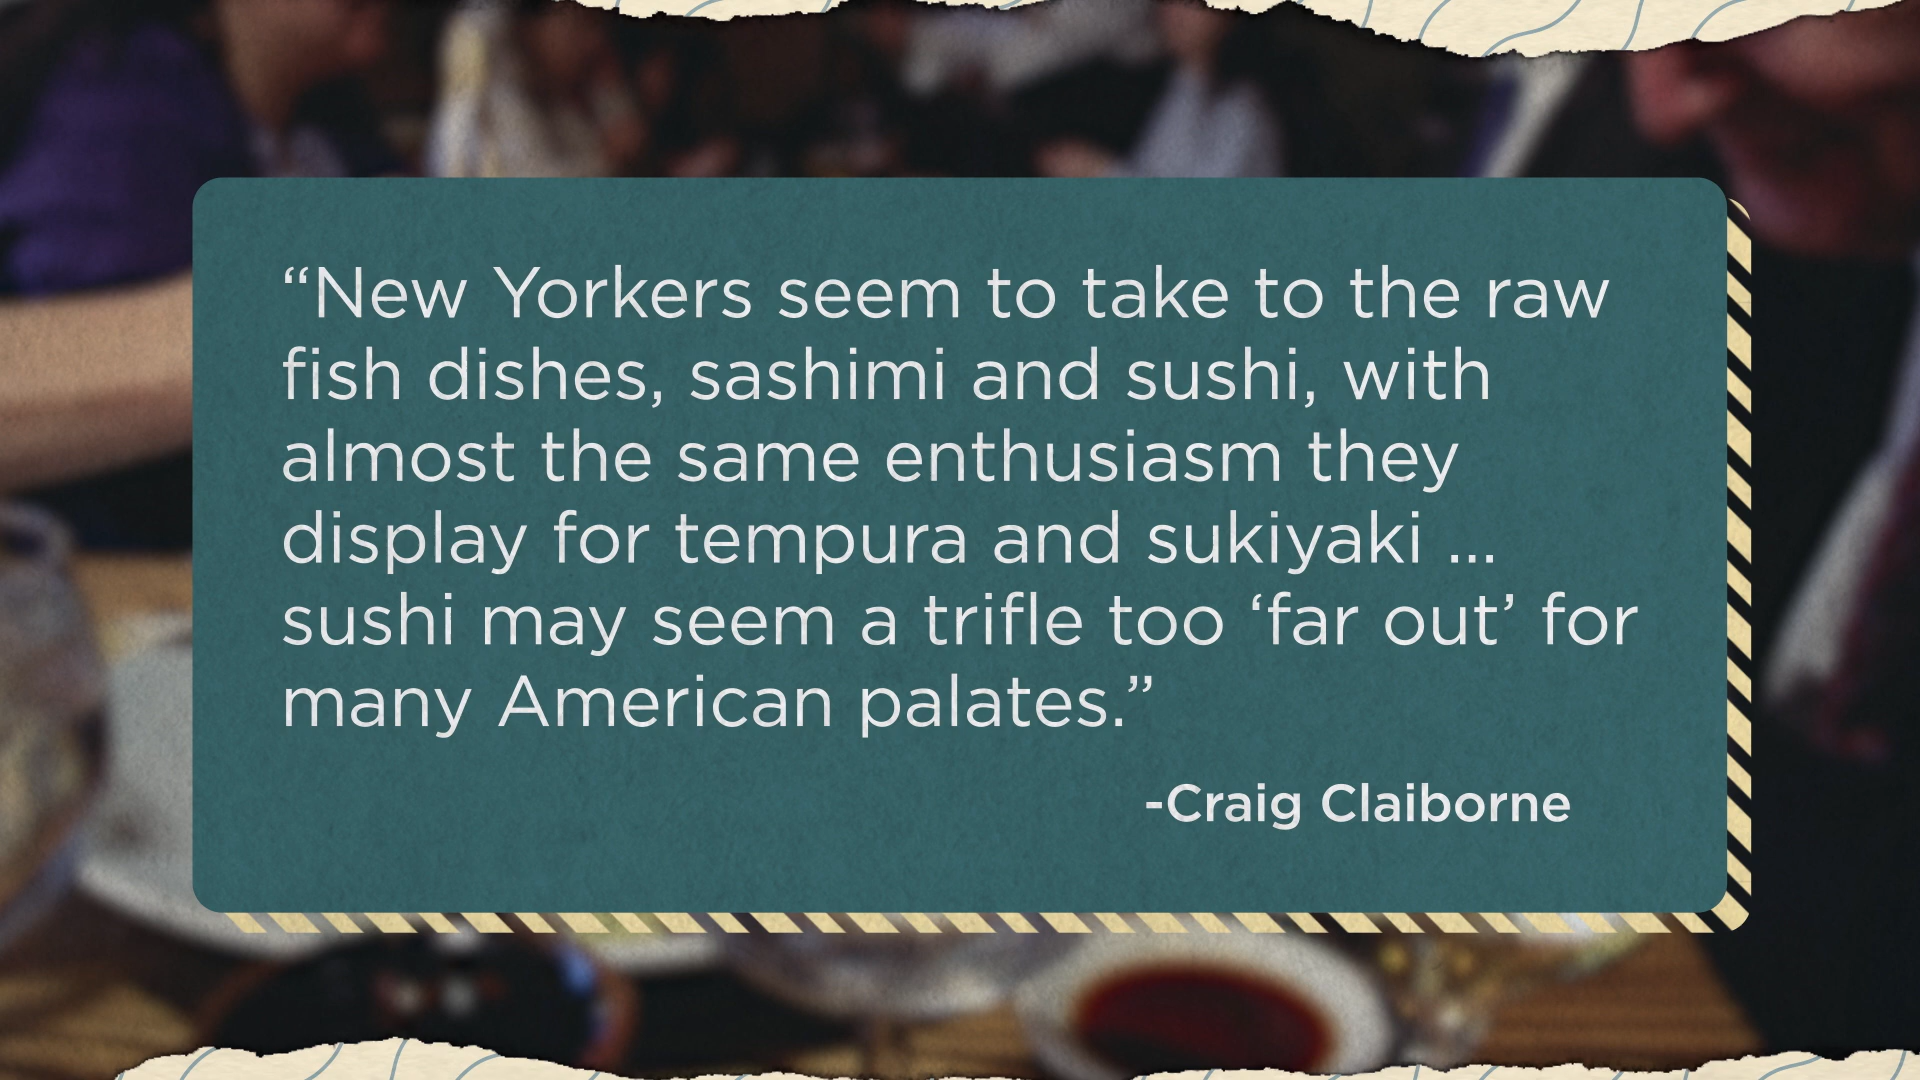 “New Yorkers seem to take to the raw
fish dishes, sashimi and sushi, with
almost the same enthusiasm they
display for tempura and sukiyaki ...
sushi may seem a trifle too ‘far out’ for
many American palates.”
-Craig Claiborne